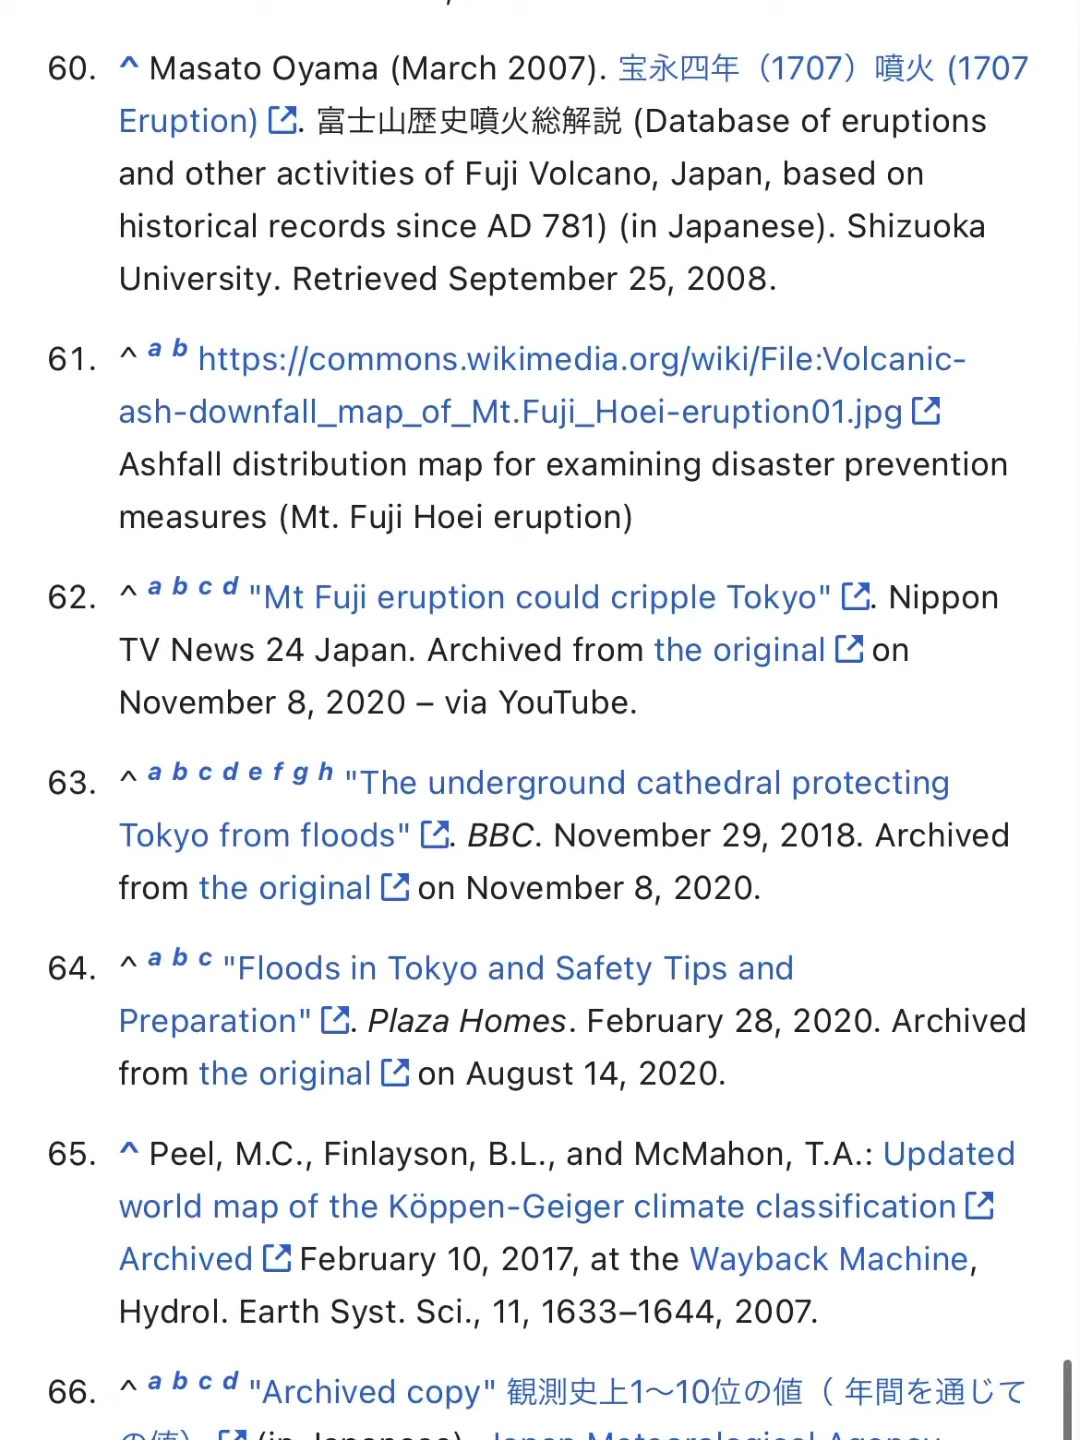 60. ^ Masato Oyama (March 2007). 宝永四年（1707）噴火 (1707
Eruption). 富士山歴史噴火総解説 (Database of eruptions
and other activities of Fuji Volcano, Japan, based on
historical records since AD 781) (in Japanese). Shizuoka
University. Retrieved September 25, 2008.
61. ^ a b https://commons.wikimedia.org/wiki/File:Volcanic-
ash-downfall_map_of_Mt.Fuji_Hoei-eruption01.jpg
Ashfall distribution map for examining disaster prevention
measures (Mt. Fuji Hoei eruption)
62. ^ a b c d "Mt Fuji eruption could cripple Tokyo". Nippon
TV News 24 Japan. Archived from the original on
November 8, 2020 – via YouTube.
63. ^ a b c d e f g h "The underground cathedral protecting
Tokyo from floods". BBC. November 29, 2018. Archived
from the original on November 8, 2020.
64. ^ a b c "Floods in Tokyo and Safety Tips and
Preparation". Plaza Homes. February 28, 2020. Archived
from the original on August 14, 2020.
65. ^ Peel, M.C., Finlayson, B.L., and McMahon, T.A.: Updated
world map of the Köppen-Geiger climate classification
Archived February 10, 2017, at the Wayback Machine,
Hydrol. Earth Syst. Sci., 11, 1633–1644, 2007.
66. ^ a b c d "Archived copy" 観測史上1～10位の値（ 年間を通じて
の値） (in Japanese). Japan Meteorological Agency